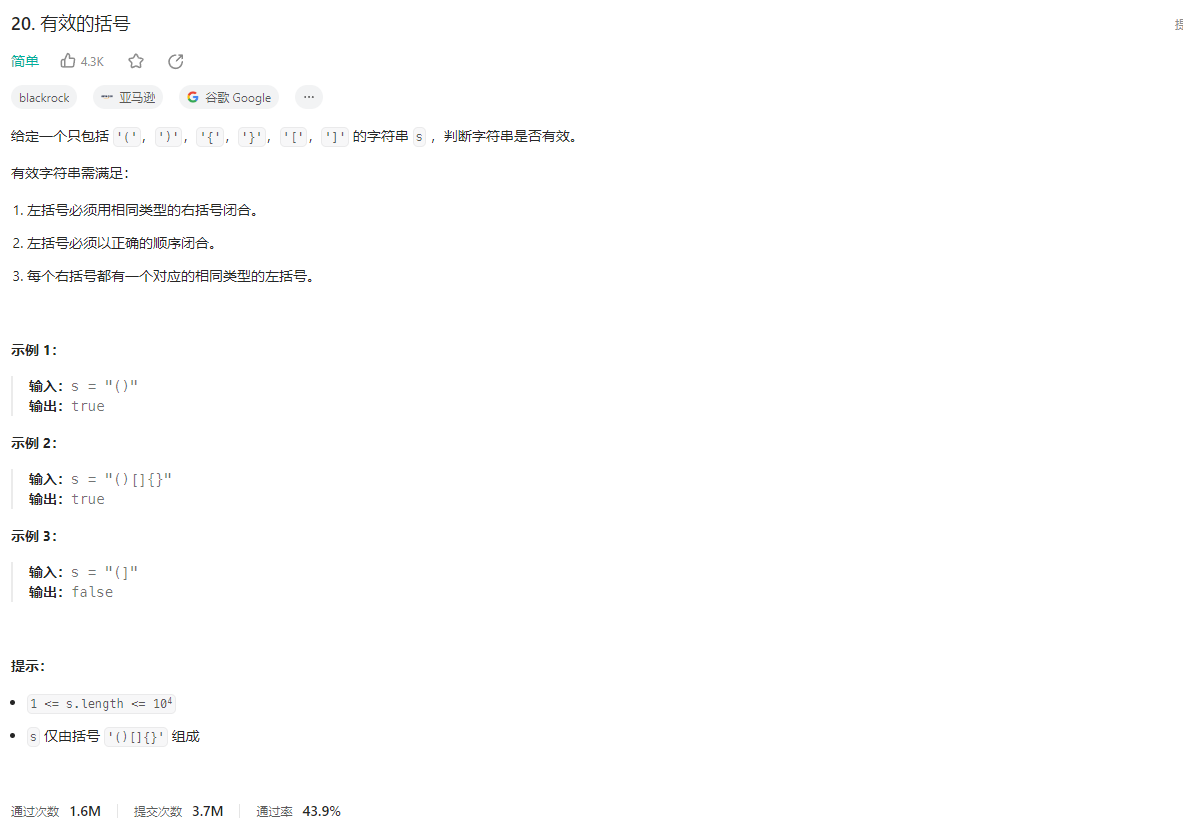 20. 有效的括号
简单 4.3K
blackrock 亚马逊 谷歌 Google ···
给定一个只包括 '(', ')', '{', '}', '[', ']' 的字符串 s ，判断字符串是否有效。
有效字符串需满足：
1. 左括号必须用相同类型的右括号闭合。
2. 左括号必须以正确的顺序闭合。
3. 每个右括号都有一个对应的相同类型的左括号。
示例 1：
输入：s = "()"
输出：true
示例 2：
输入：s = "()[]{}"
输出：true
示例 3：
输入：s = "(]"
输出：false
提示：
1 <= s.length <= 10⁴
s 仅由括号 '()[]{}' 组成
通过次数 1.6M 提交次数 3.7M 通过率 43.9%